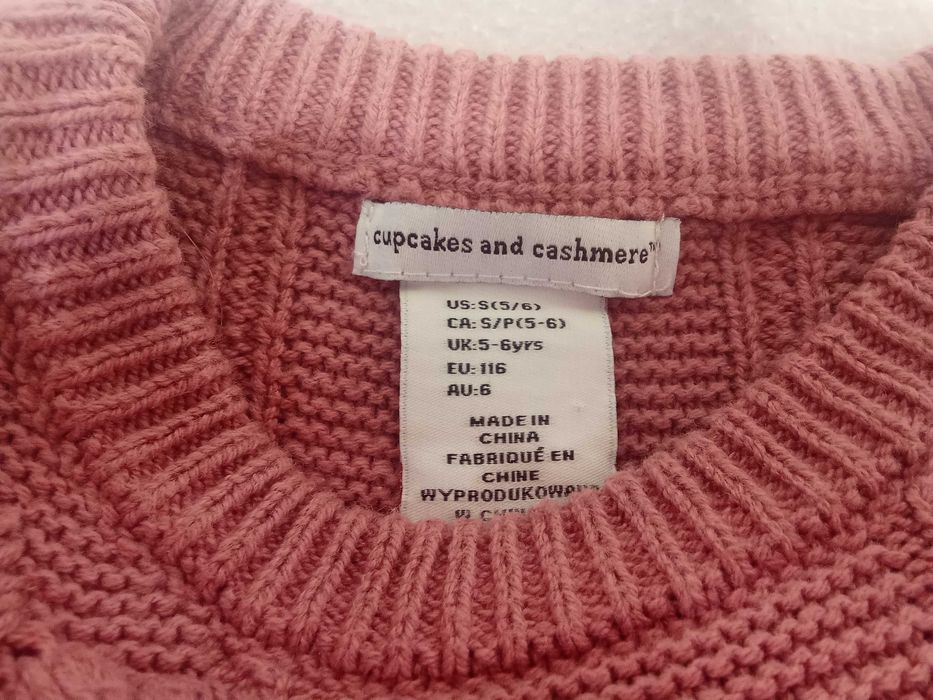 cupcakes and cashmere™
US:S(5/6)
CA: S/P(5-6)
UK:5-6yrs
EU:116
AU:6
MADE IN
CHINA
FABRIQUÉ EN
CHINE